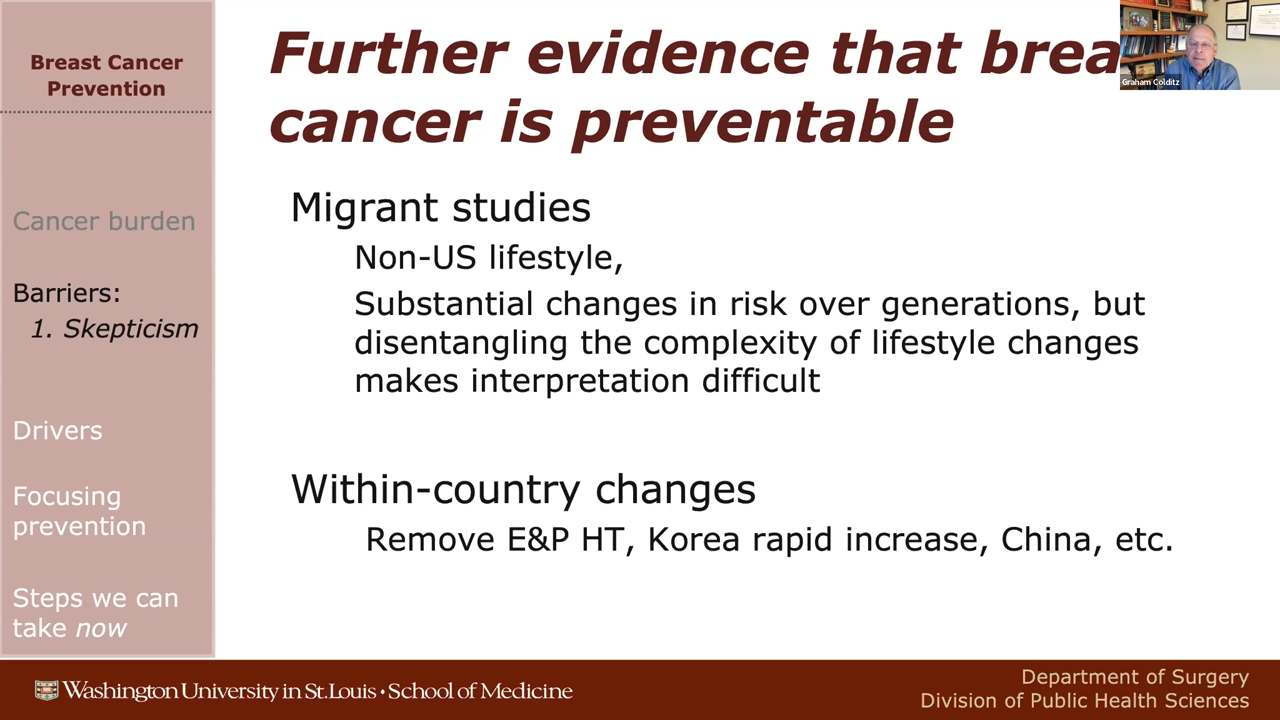 Breast Cancer
Prevention
Cancer burden
Barriers:
1. Skepticism
Drivers
Focusing
prevention
Steps we can
take now
Further evidence that brea
cancer is preventable
Graham Colditz
Migrant studies
Non-US lifestyle,
Substantial changes in risk over generations, but
disentangling the complexity of lifestyle changes
makes interpretation difficult
Within-country changes
Remove E&P HT, Korea rapid increase, China, etc.
Washington University in St. Louis • School of Medicine
Department of Surgery
Division of Public Health Sciences